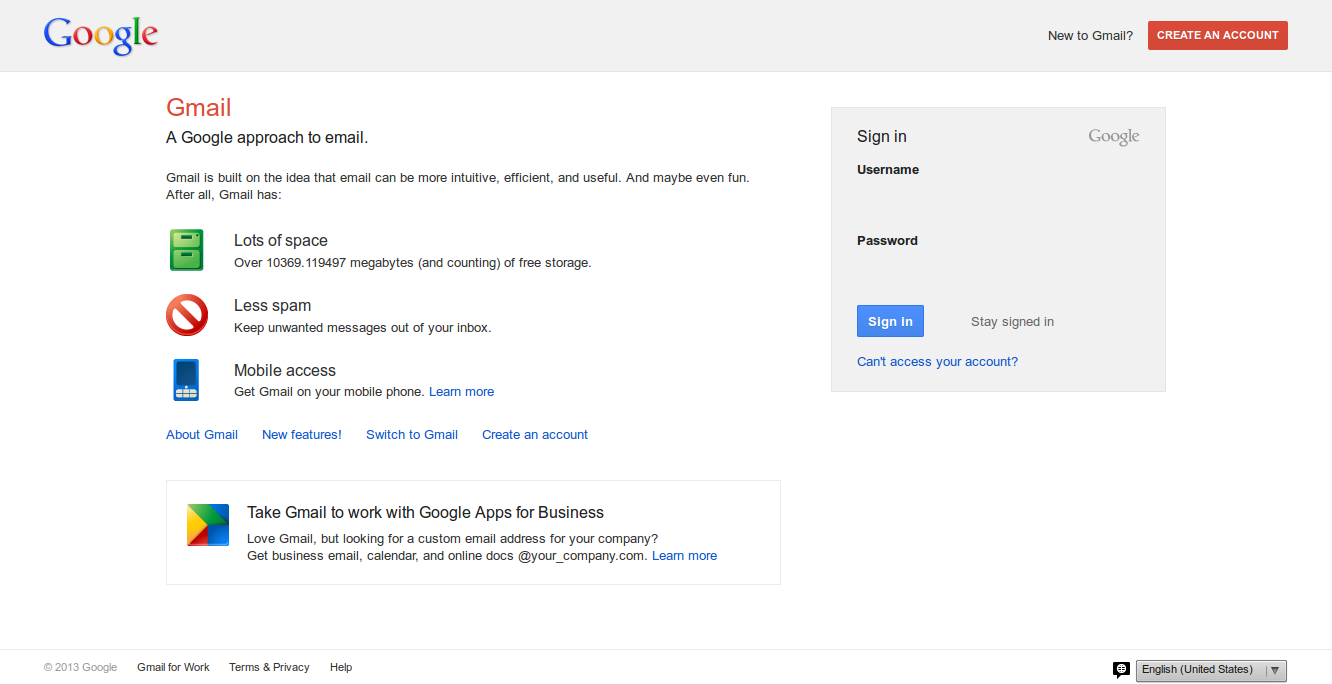 Google
New to Gmail? CREATE AN ACCOUNT
Gmail
A Google approach to email.
Gmail is built on the idea that email can be more intuitive, efficient, and useful. And maybe even fun.
After all, Gmail has:
Lots of space
Over 10369.119497 megabytes (and counting) of free storage.
Less spam
Keep unwanted messages out of your inbox.
Mobile access
Get Gmail on your mobile phone. Learn more
About Gmail New features! Switch to Gmail Create an account
Take Gmail to work with Google Apps for Business
Love Gmail, but looking for a custom email address for your company?
Get business email, calendar, and online docs @your_company.com. Learn more
Sign in Google
Username
Password
Sign in Stay signed in
Can't access your account?
© 2013 Google Gmail for Work Terms & Privacy Help English (United States)